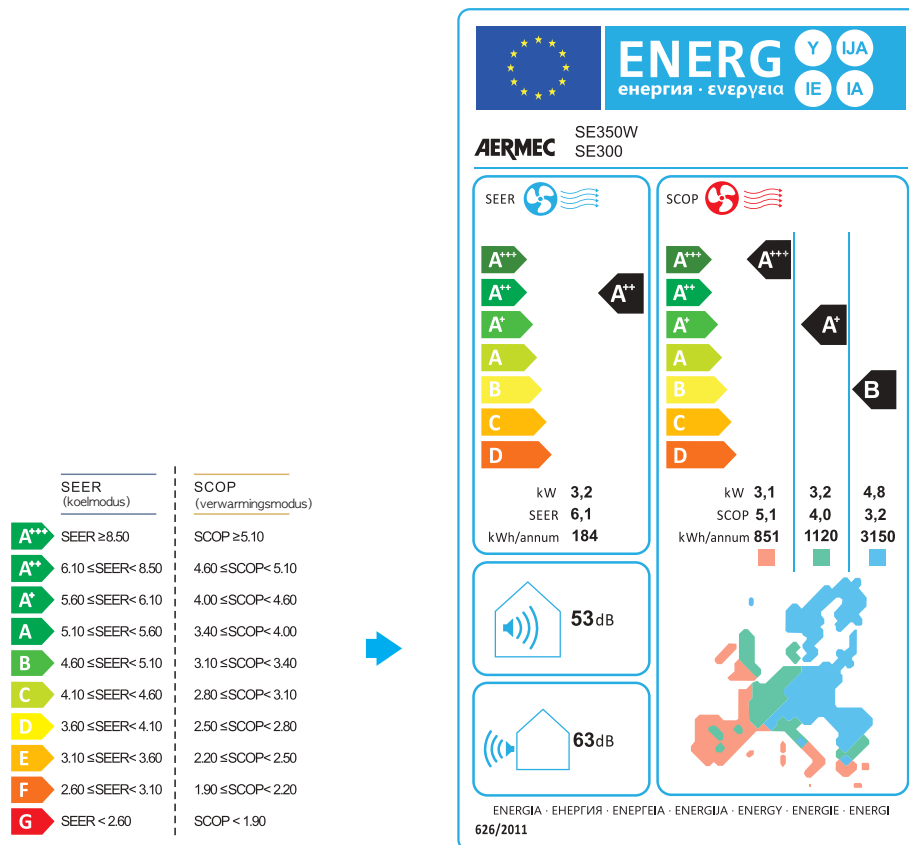 SEER
(koelmodus)
SCOP
(verwarmingsmodus)
A+++ SEER ≥8.50 SCOP ≥5.10
A++ 6.10 ≤SEER< 8.50 4.60 ≤SCOP< 5.10
A+ 5.60 ≤SEER< 6.10 4.00 ≤SCOP< 4.60
A 5.10 ≤SEER< 5.60 3.40 ≤SCOP< 4.00
B 4.60 ≤SEER< 5.10 3.10 ≤SCOP< 3.40
C 4.10 ≤SEER< 4.60 2.80 ≤SCOP< 3.10
D 3.60 ≤SEER< 4.10 2.50 ≤SCOP< 2.80
E 3.10 ≤SEER< 3.60 2.20 ≤SCOP< 2.50
F 2.60 ≤SEER< 3.10 1.90 ≤SCOP< 2.20
G SEER < 2.60 SCOP < 1.90
ENERG
енергия · ενεργεια
Y IJA
IE IA
AERMEC
SE350W
SE300
SEER
A+++
A++ A++
A+
A
B
C
D
kW 3,2
SEER 6,1
kWh/annum 184
SCOP
A+++ A+++
A++
A+ A+
A
B B
C
D
kW 3,1 3,2 4,8
SCOP 5,1 4,0 3,2
kWh/annum 851 1120 3150
53 dB
63 dB
ENERGIA · ЕНЕРГИЯ · ΕΝΕΡΓΕΙΑ · ENERGIJA · ENERGY · ENERGIE · ENERGI
626/2011